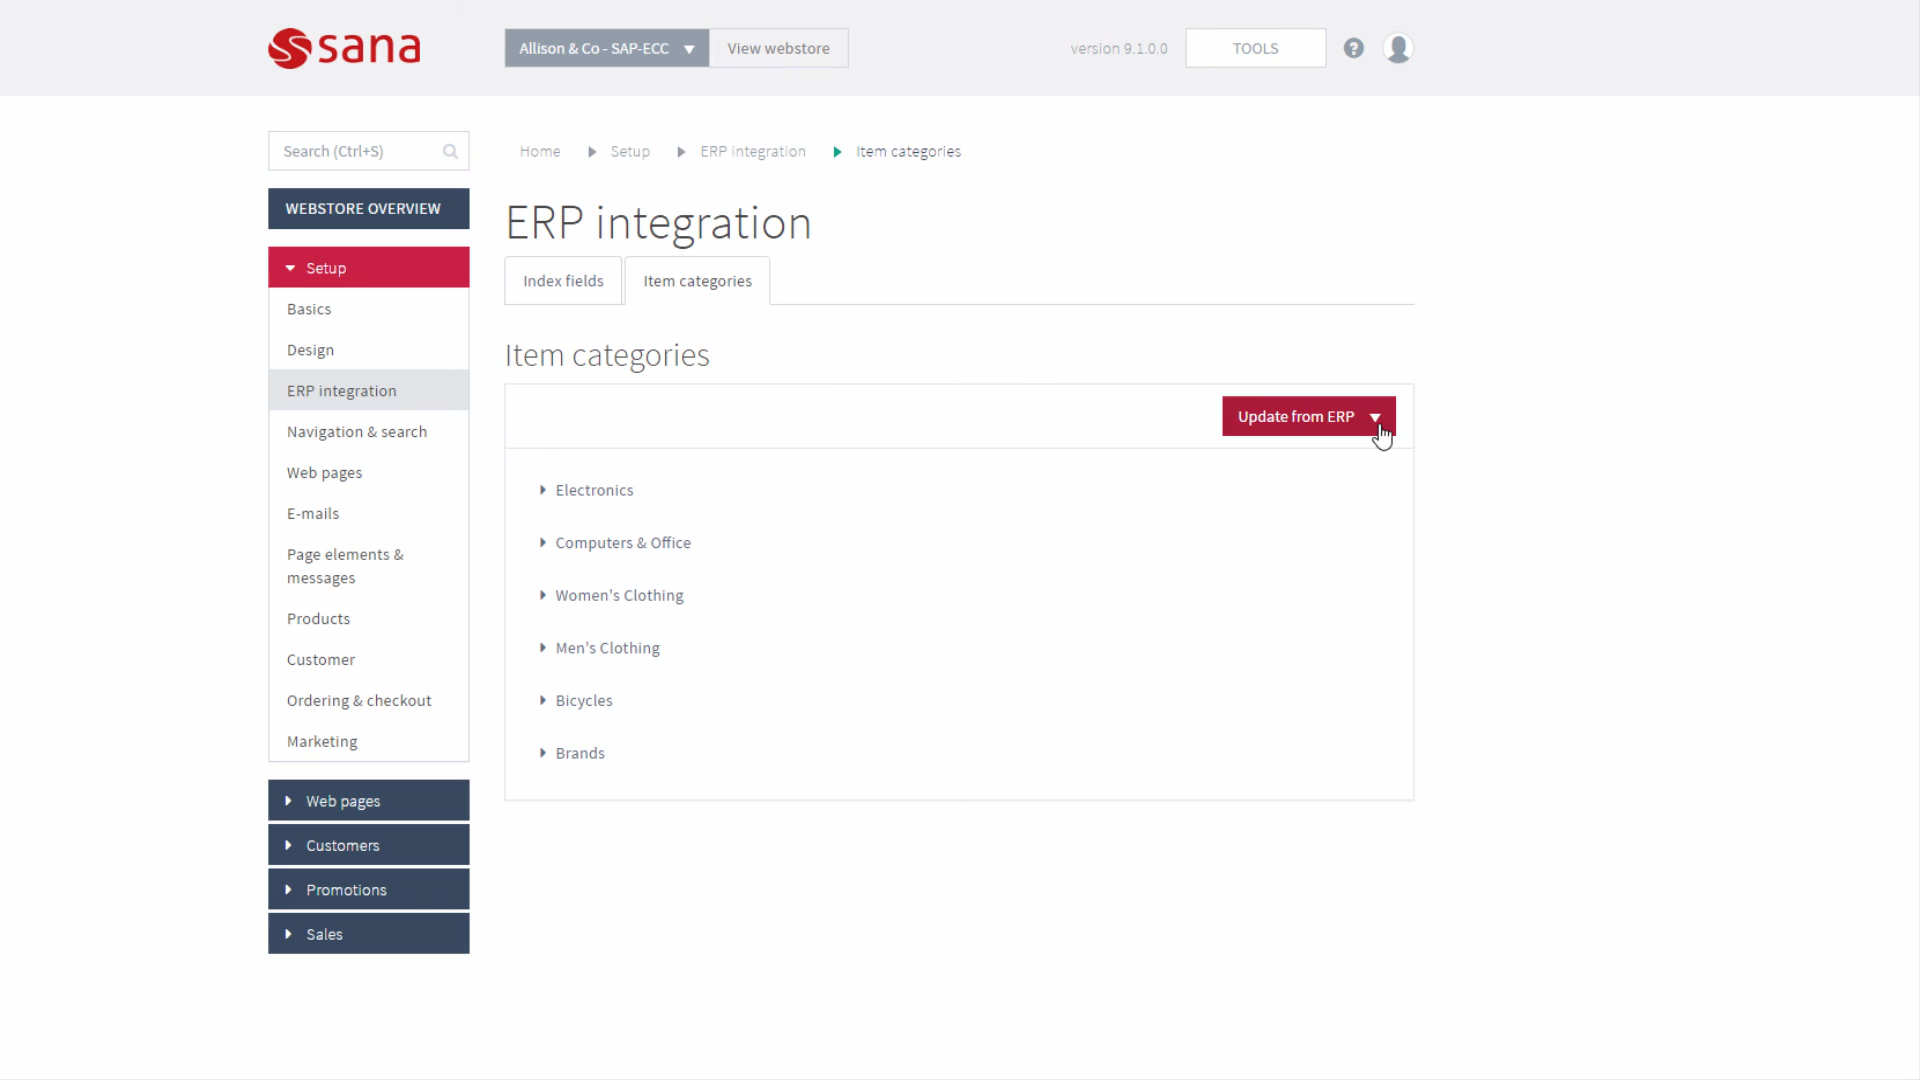 sana
Allison & Co - SAP-ECC
View webstore
version 9.1.0.0
TOOLS
?
Search (Ctrl+S)
Home
Setup
ERP integration
Item categories
WEBSTORE OVERVIEW
Setup
Basics
Design
ERP integration
Navigation & search
Web pages
E-mails
Page elements &
messages
Products
Customer
Ordering & checkout
Marketing
Web pages
Customers
Promotions
Sales
ERP integration
Index fields
Item categories
Item categories
Update from ERP
Electronics
Computers & Office
Women's Clothing
Men's Clothing
Bicycles
Brands